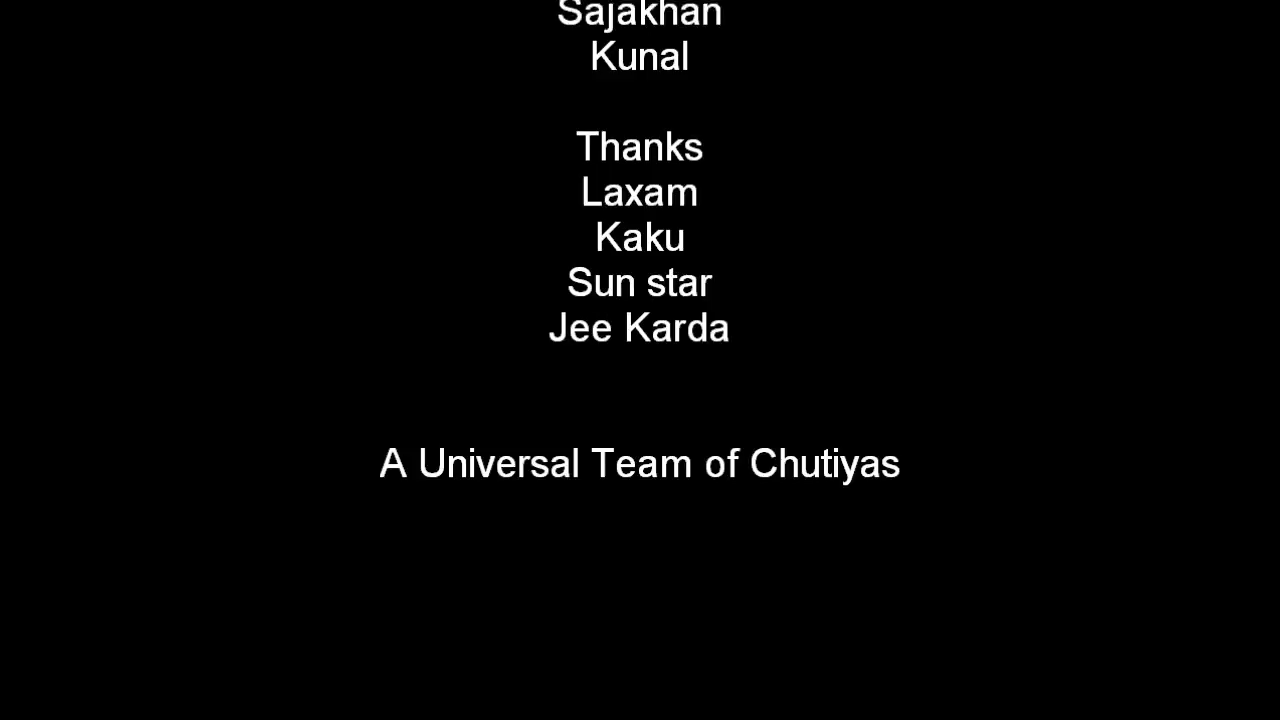 Sajakhan
Kunal
Thanks
Laxam
Kaku
Sun star
Jee Karda
A Universal Team of Chutiyas